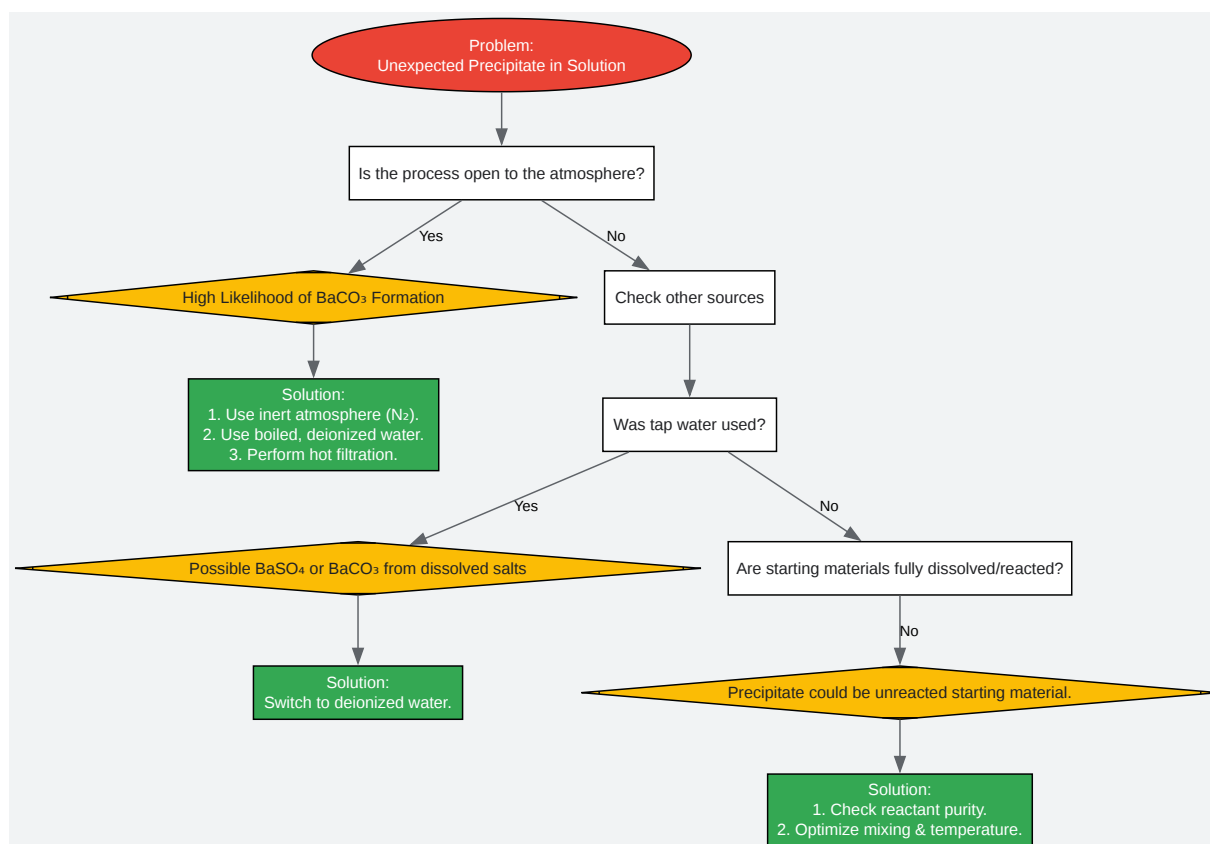 Problem:
Unexpected Precipitate in Solution
Is the process open to the atmosphere?
Yes
No
High Likelihood of BaCO₃ Formation
Check other sources
Solution:
1. Use inert atmosphere (N₂).
2. Use boiled, deionized water.
3. Perform hot filtration.
Was tap water used?
Yes
No
Possible BaSO₄ or BaCO₃ from dissolved salts
Are starting materials fully dissolved/reacted?
No
Solution:
Switch to deionized water.
Precipitate could be unreacted starting material.
Solution:
1. Check reactant purity.
2. Optimize mixing & temperature.